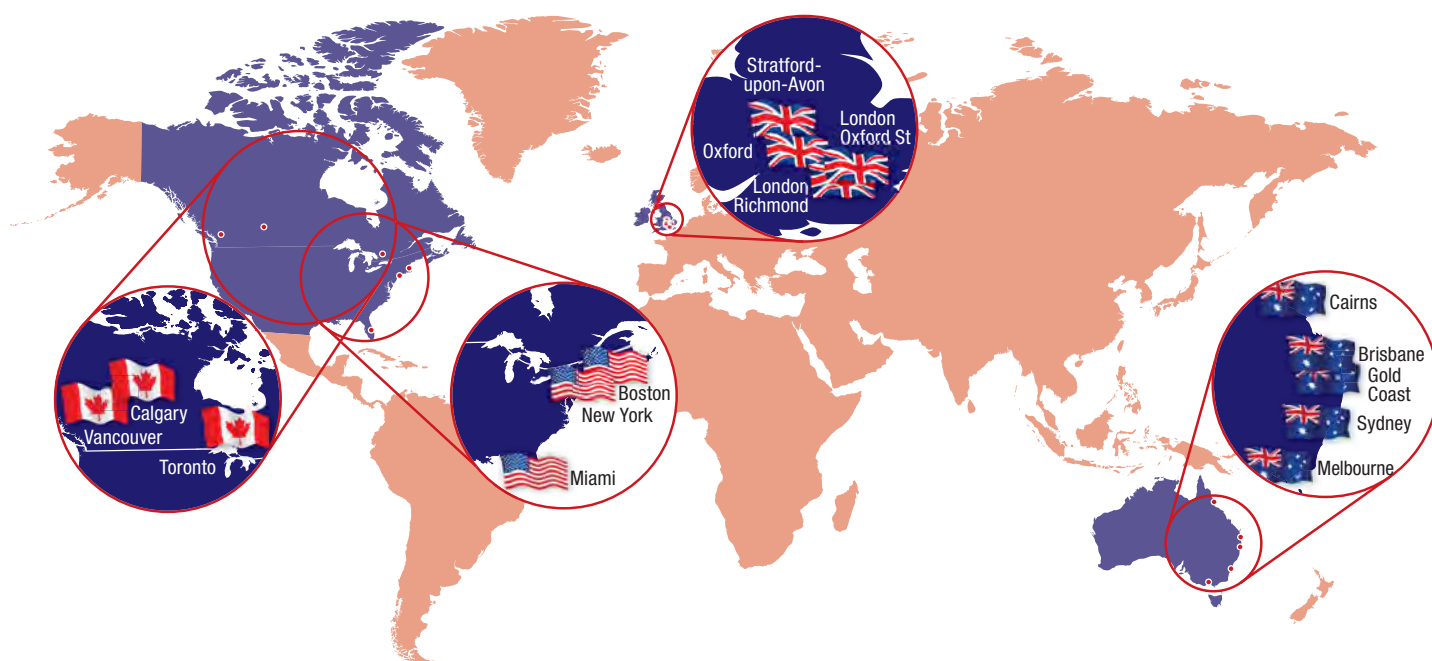 Stratford-
upon-Avon
London
Oxford St
Oxford
London
Richmond
Calgary
Vancouver
Toronto
Boston
New York
Miami
Cairns
Brisbane
Gold
Coast
Sydney
Melbourne